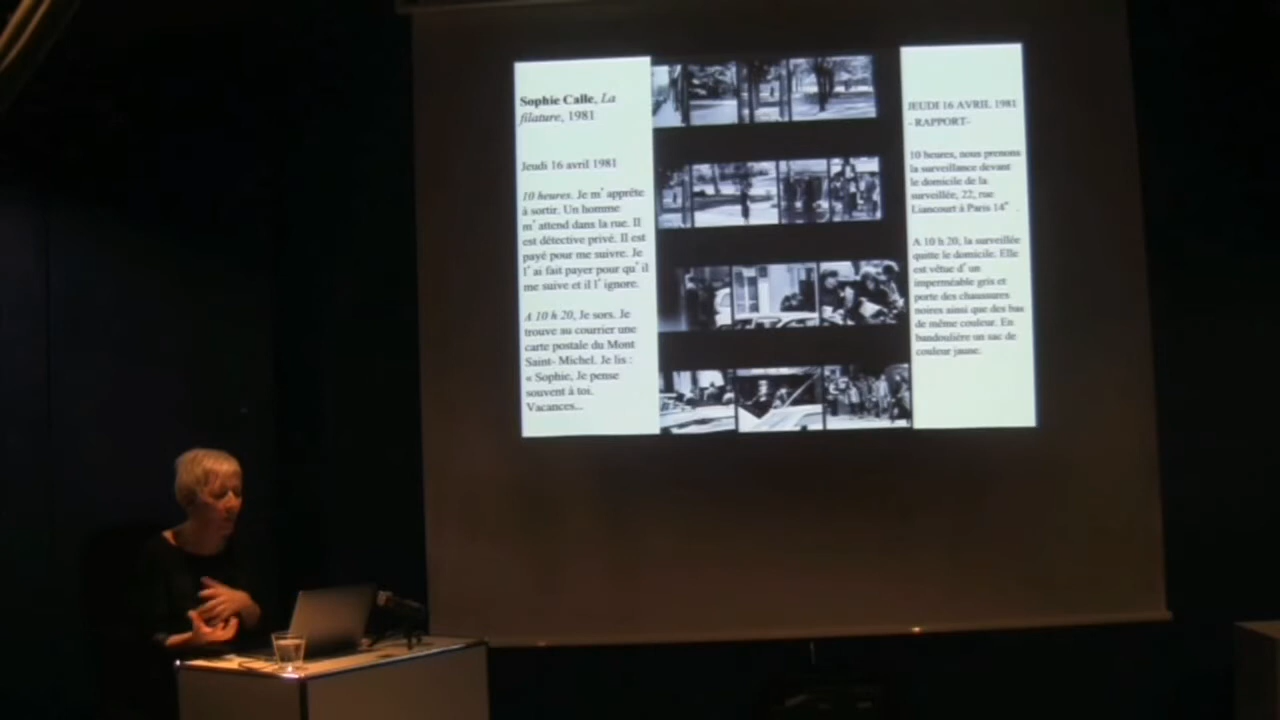 Sophie Calle, La
filature, 1981
Jeudi 16 avril 1981
10 heures. Je m'apprête
à sortir. Un homme
m'attend dans la rue. Il
est détective privé. Il est
payé pour me suivre. Je
l'ai fait payer pour qu'il
me suive et il l'ignore.
A 10 h 20, Je sors. Je
trouve au courrier une
carte postale du Mont
Saint- Michel. Je lis :
« Sophie, Je pense
souvent à toi.
Vacances...
JEUDI 16 AVRIL 1981
- RAPPORT-
10 heures, nous prenons
la surveillance devant
le domicile de la
surveillée, 22, rue
Liancourt à Paris 14°
A 10 h 20, la surveillée
quitte le domicile. Elle
est vêtue d'un
imperméable gris et
porte des chaussures
noires ainsi que des bas
de même couleur. En
bandoulière un sac de
couleur jaune.